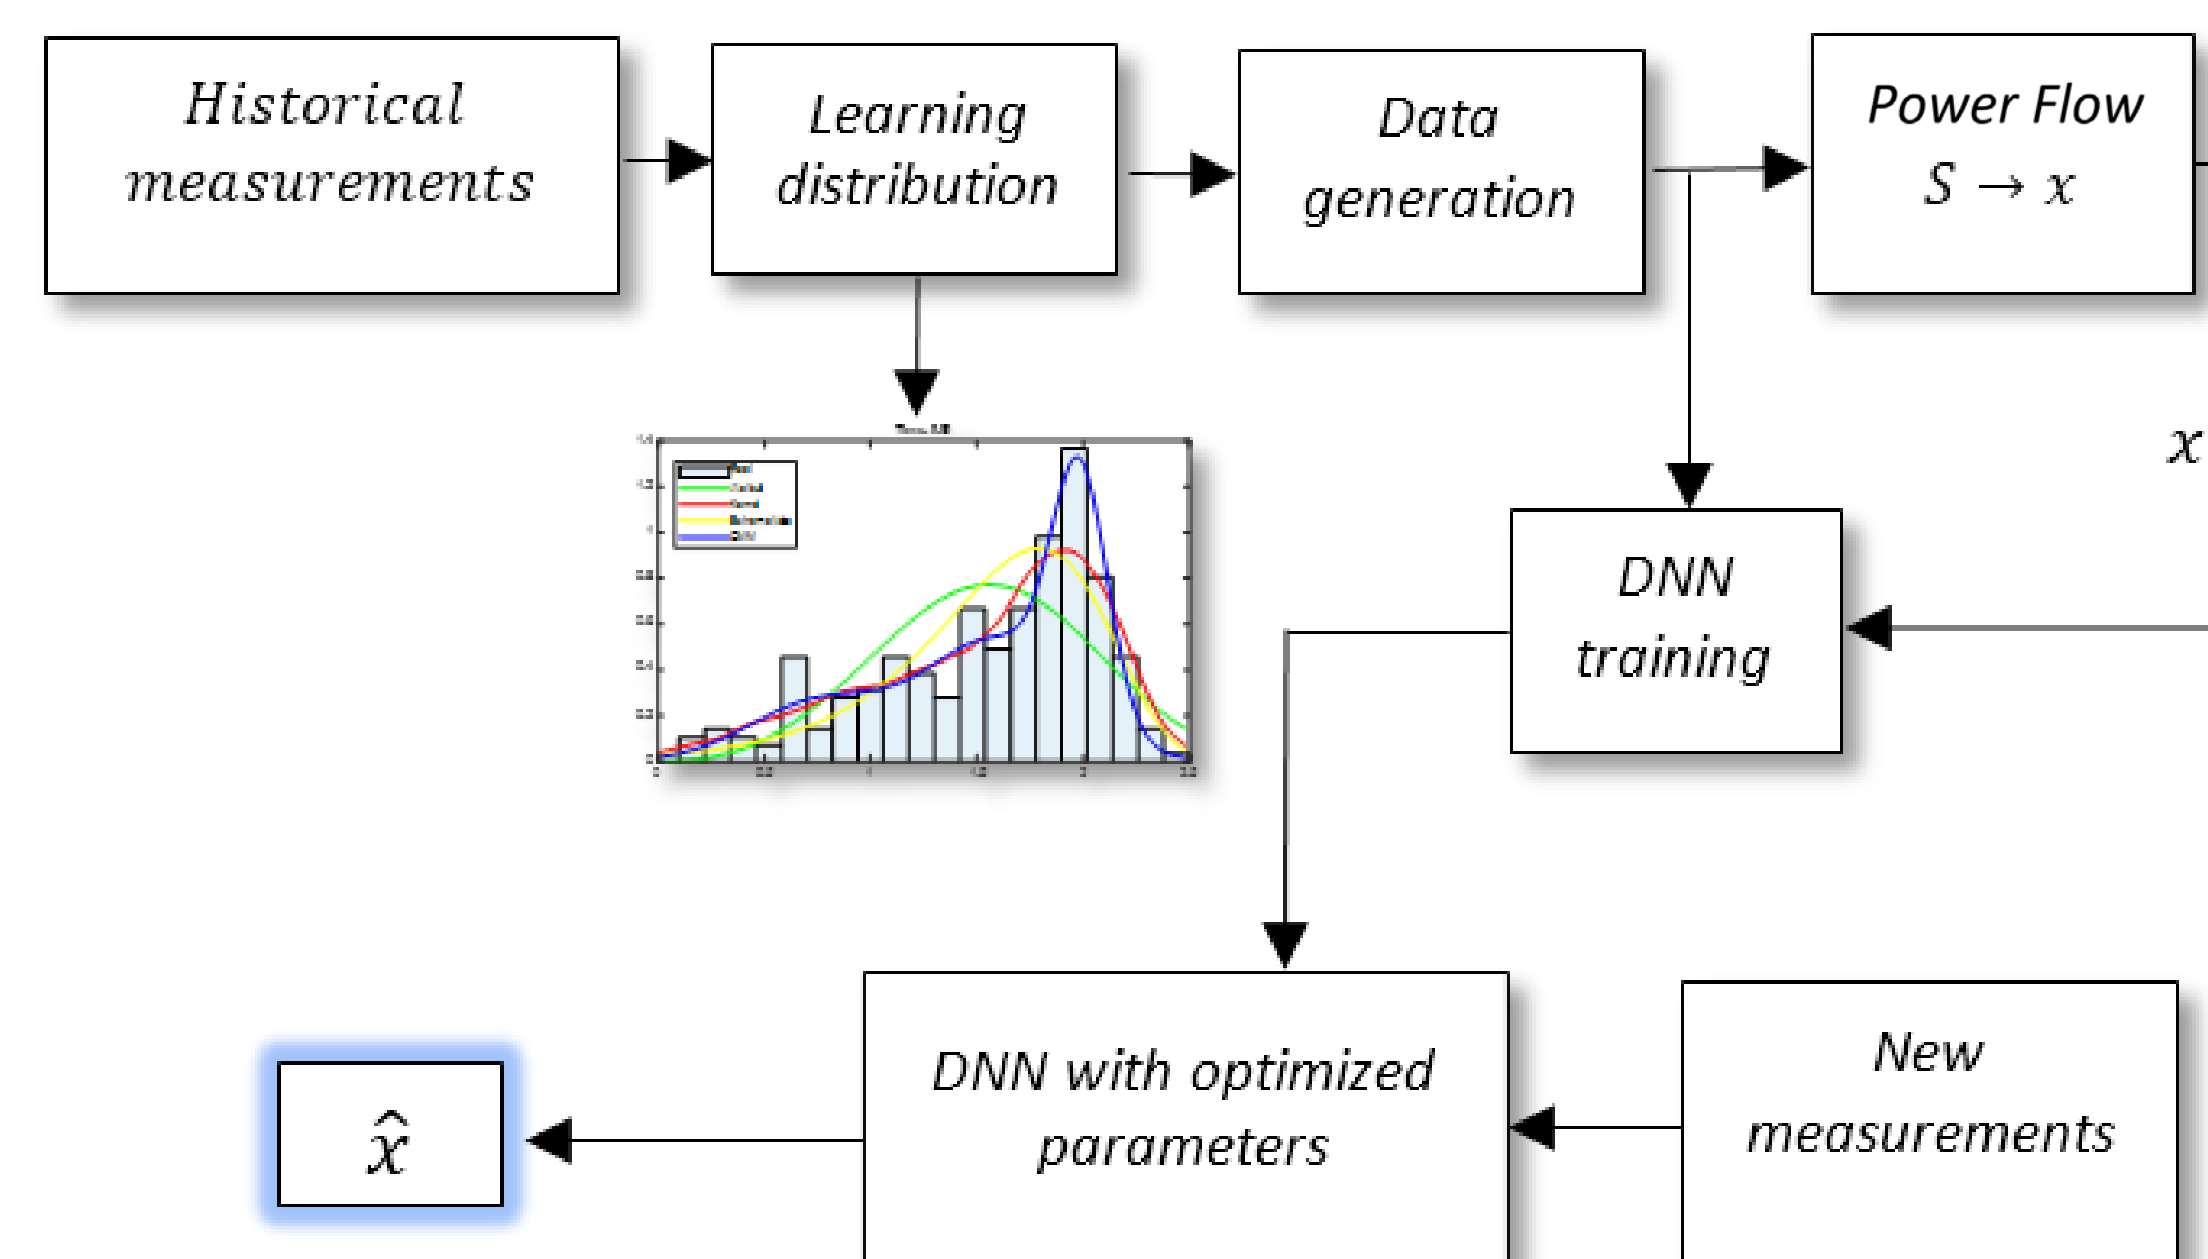 Historical
measurements
Learning
distribution
Data
generation
Power Flow
S → x
x
DNN
training
DNN with optimized
parameters
New
measurements
x̂